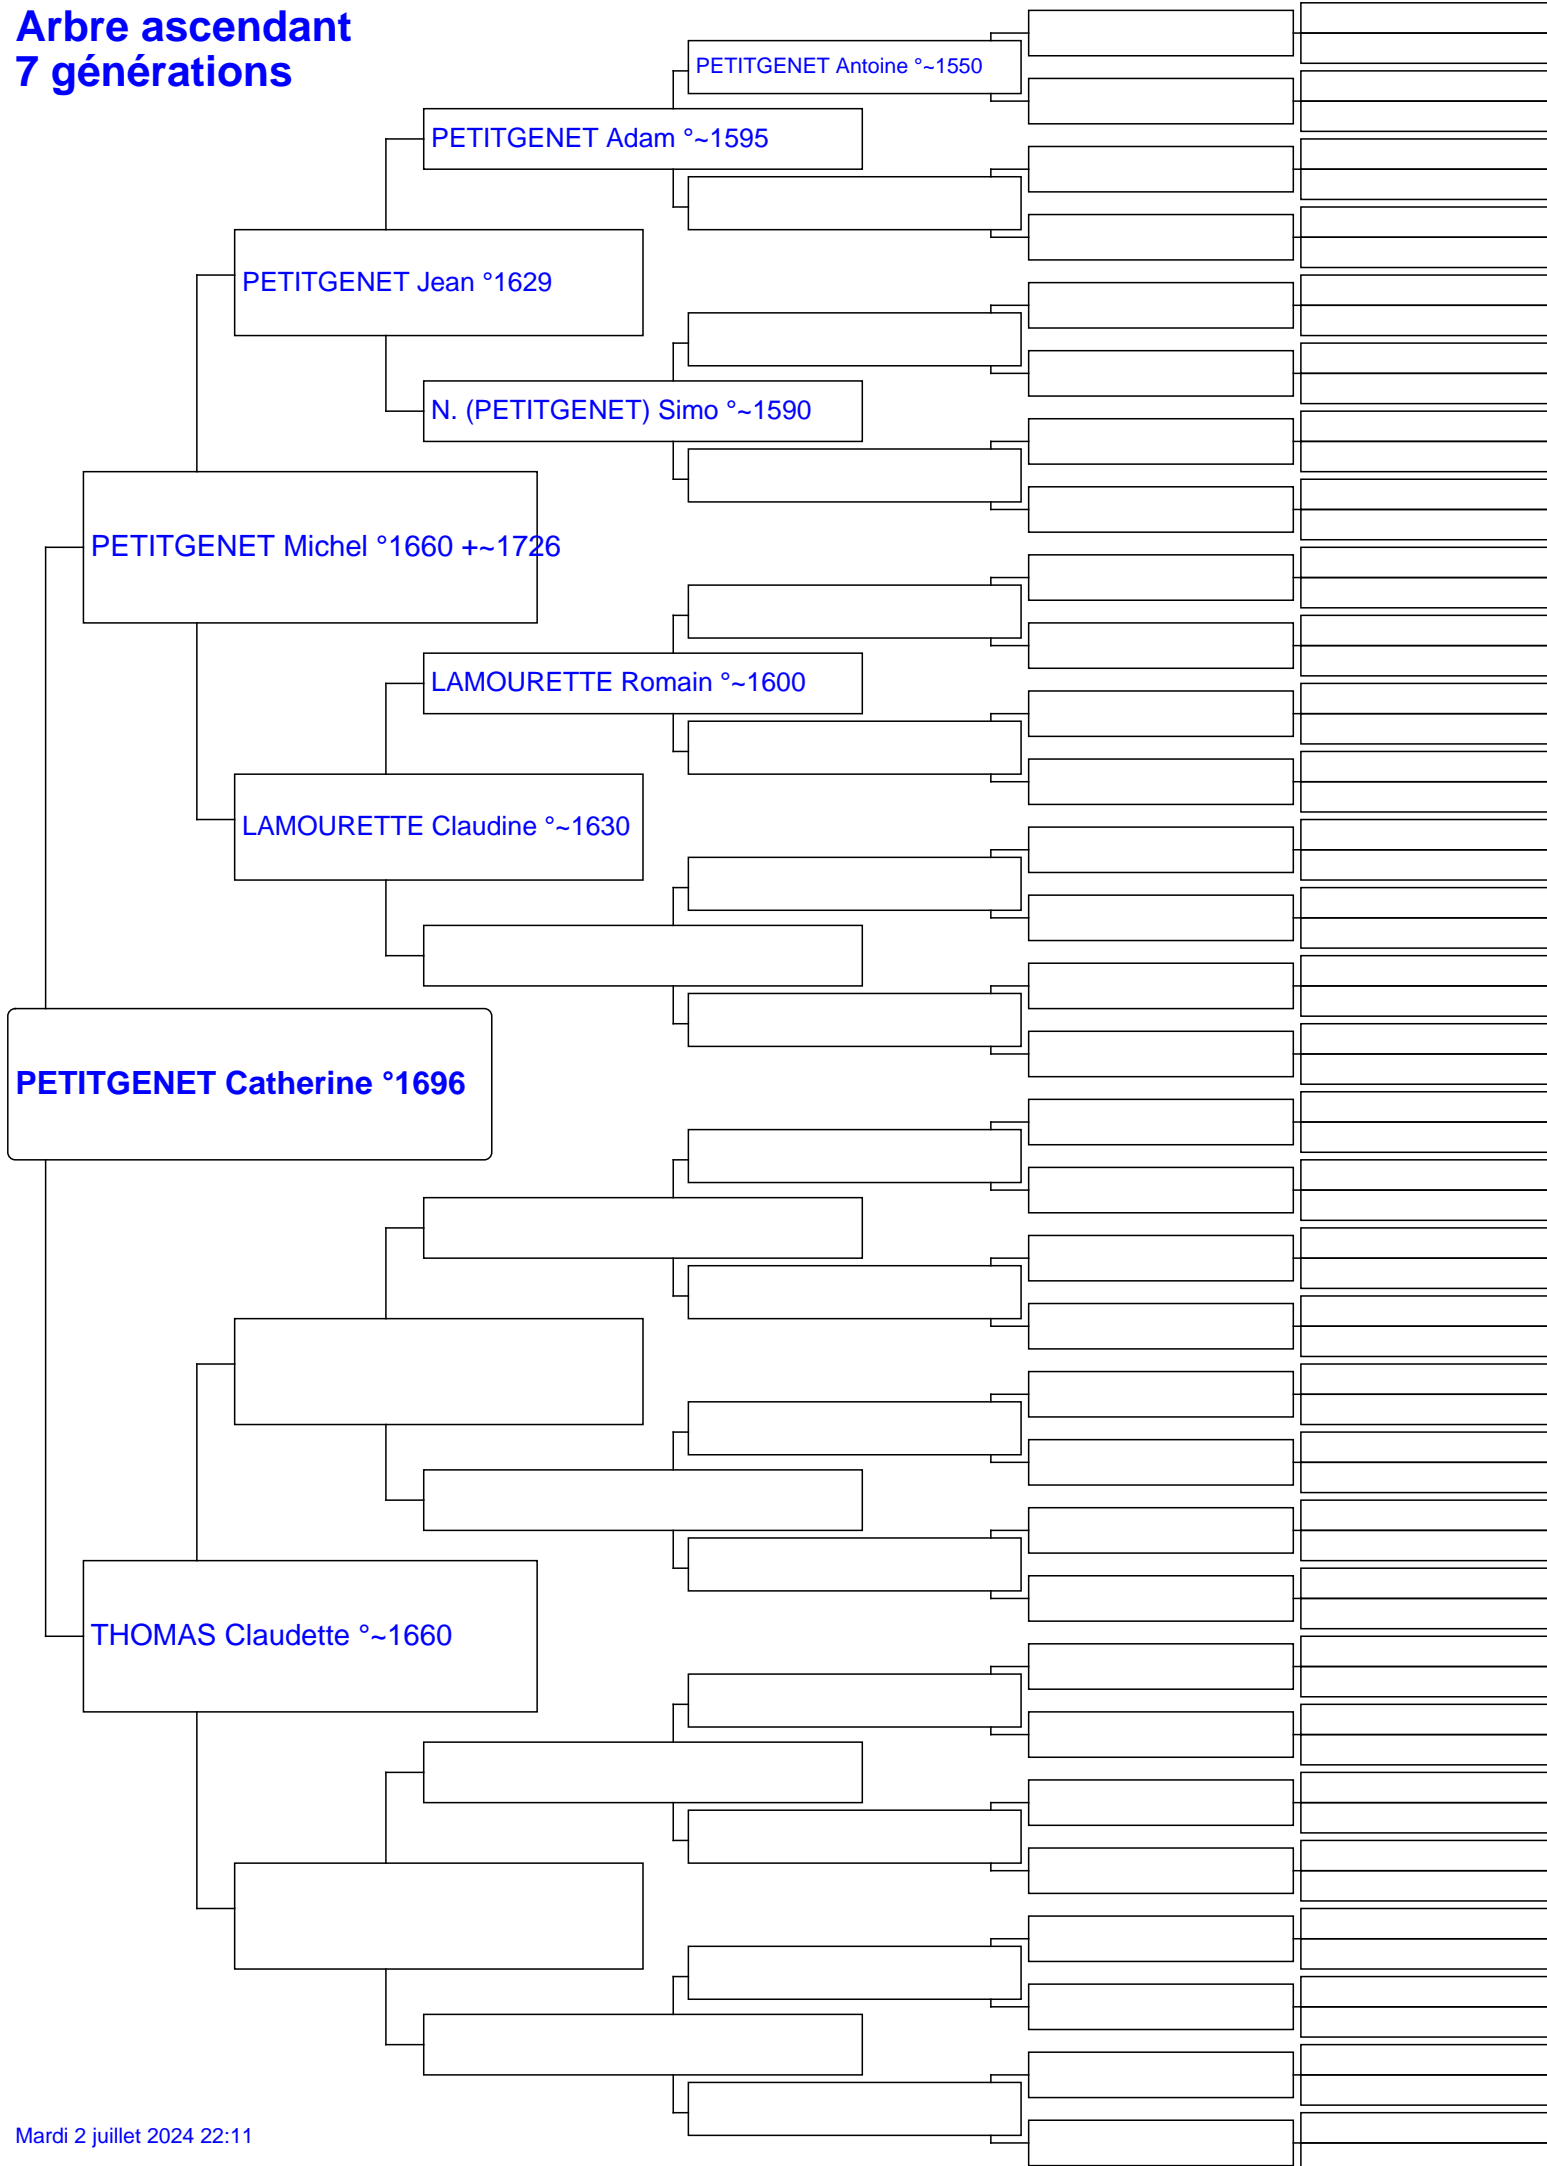 Arbre ascendant
7 générations
PETITGENET Antoine °~1550
PETITGENET Adam °~1595
PETITGENET Jean °1629
N. (PETITGENET) Simo °~1590
PETITGENET Michel °1660 +~1726
LAMOURETTE Romain °~1600
LAMOURETTE Claudine °~1630
PETITGENET Catherine °1696
THOMAS Claudette °~1660
Mardi 2 juillet 2024 22:11